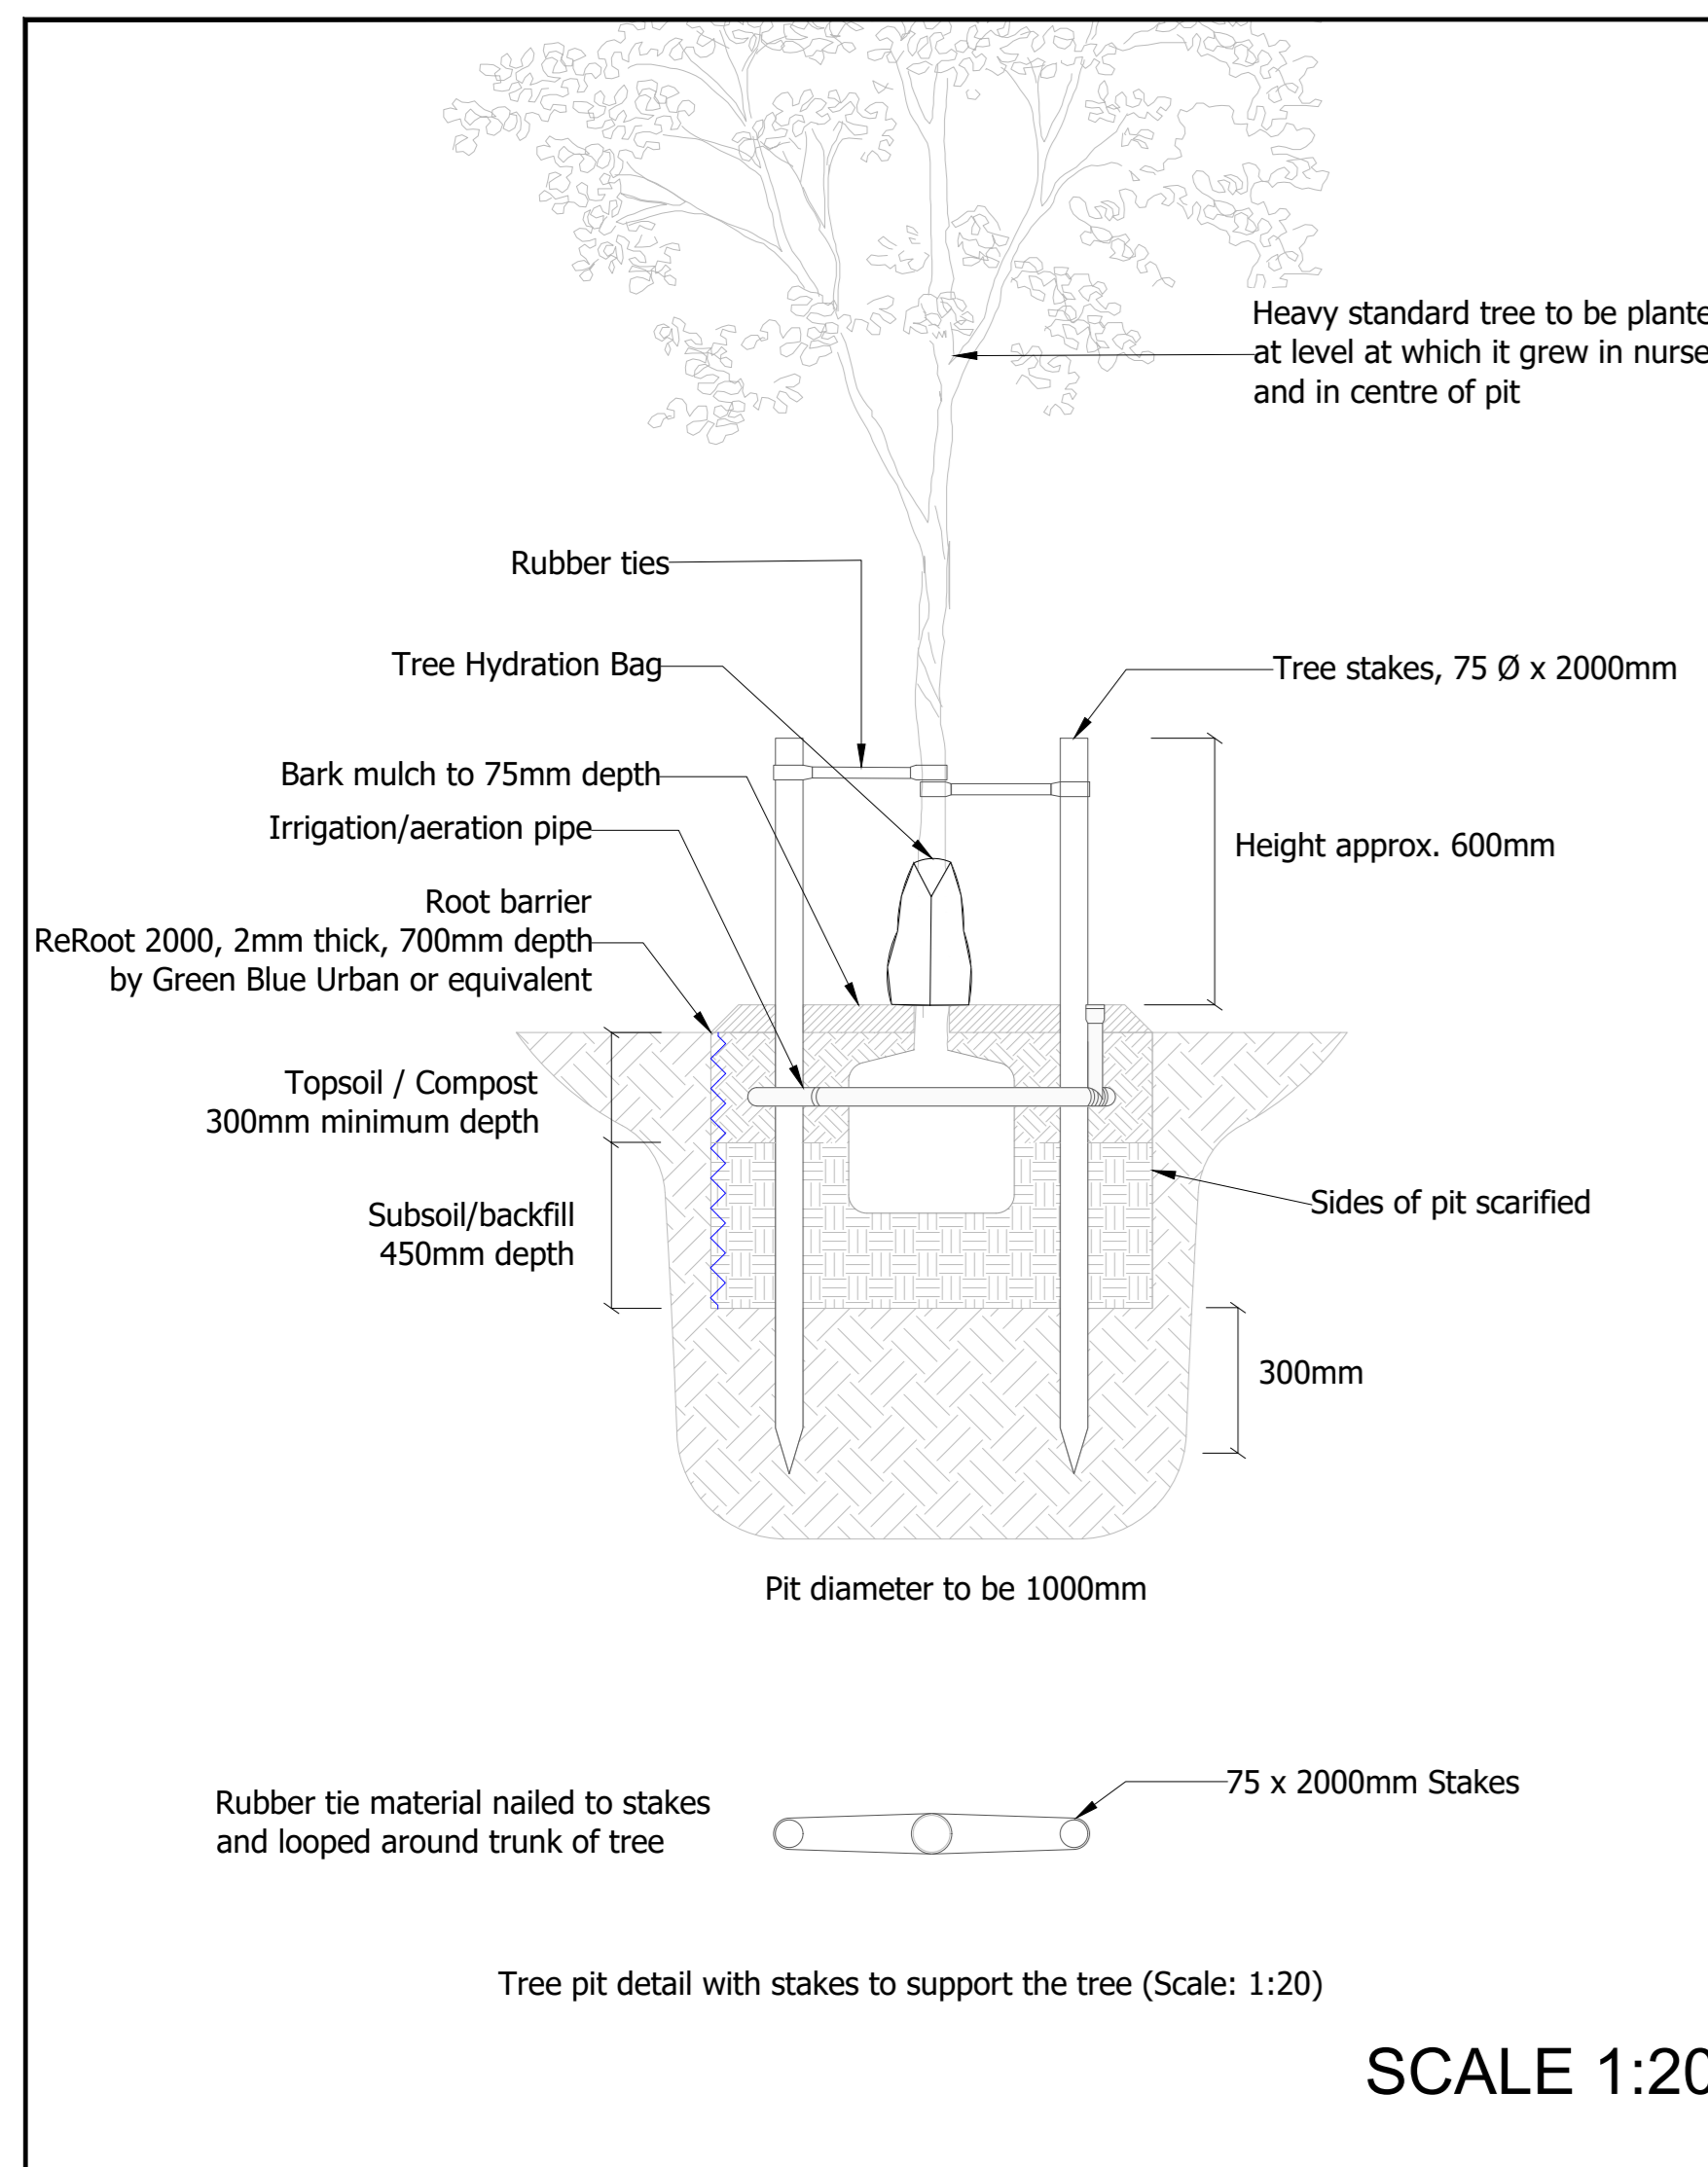 Heavy standard tree to be plante
at level at which it grew in nurse
and in centre of pit
Rubber ties
Tree Hydration Bag
Tree stakes, 75 Ø x 2000mm
Bark mulch to 75mm depth
Irrigation/aeration pipe
Height approx. 600mm
Root barrier
ReRoot 2000, 2mm thick, 700mm depth
by Green Blue Urban or equivalent
Topsoil / Compost
300mm minimum depth
Subsoil/backfill
450mm depth
Sides of pit scarified
300mm
Pit diameter to be 1000mm
Rubber tie material nailed to stakes
and looped around trunk of tree
75 x 2000mm Stakes
Tree pit detail with stakes to support the tree (Scale: 1:20)
SCALE 1:20